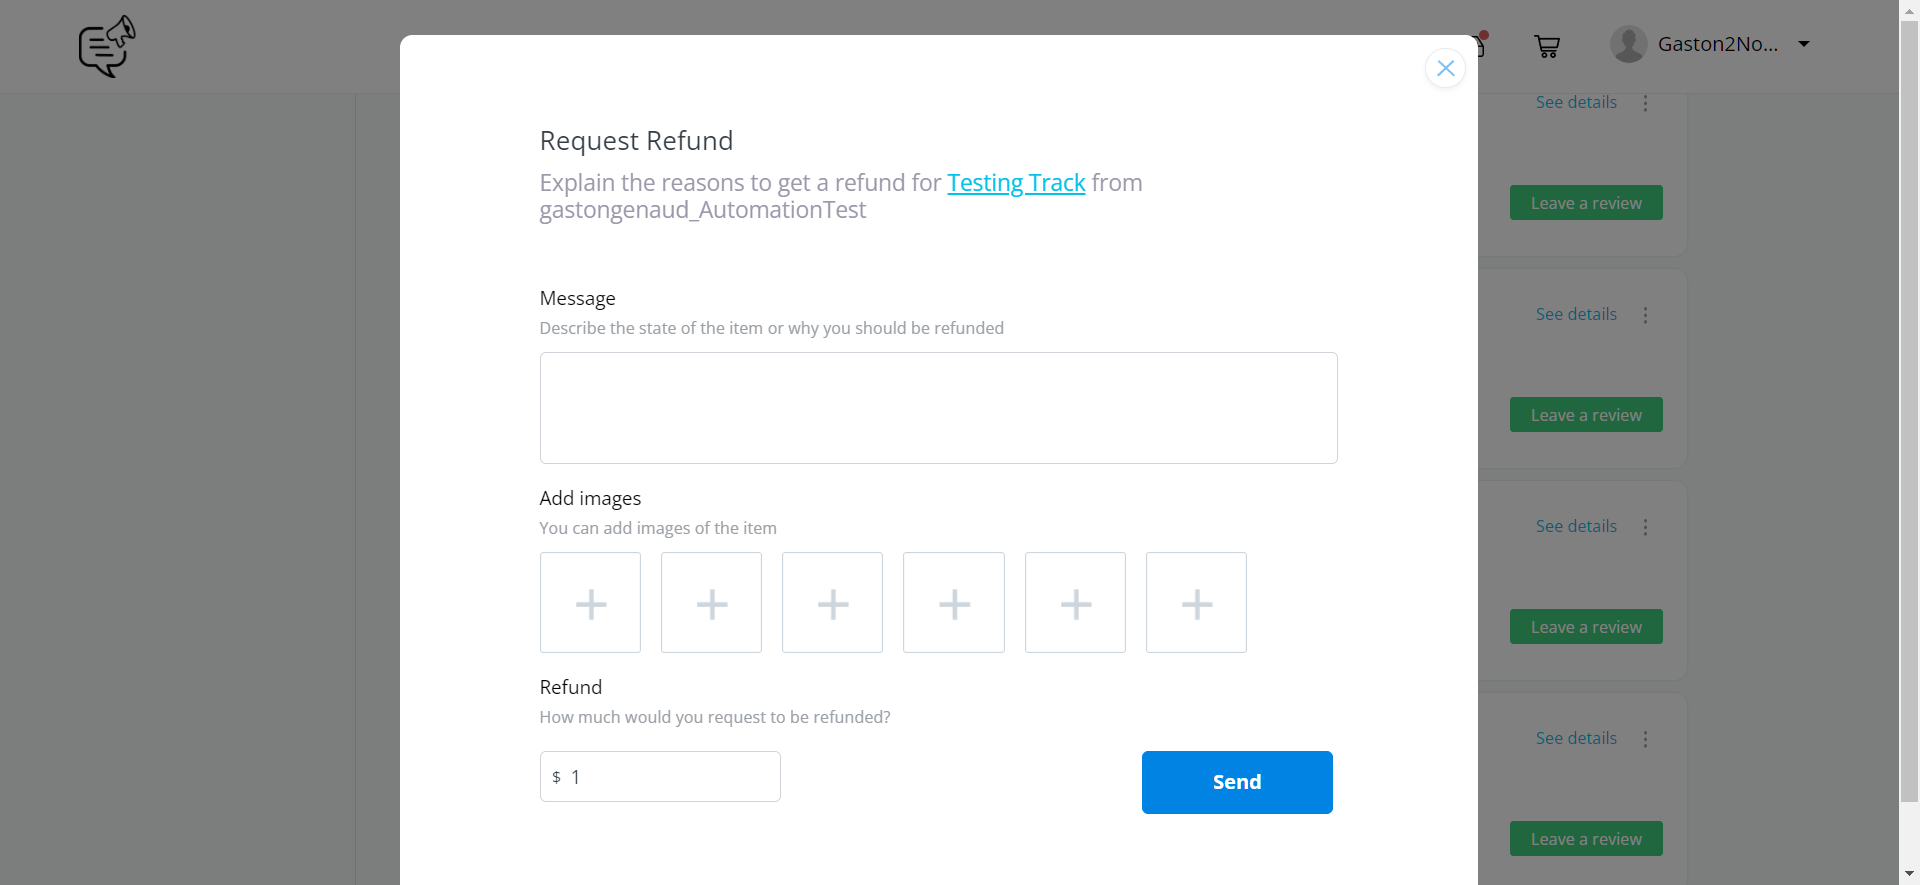 Gaston2No...
See details
Request Refund
Explain the reasons to get a refund for Testing Track from
gastongenaud_AutomationTest
Leave a review
Message
Describe the state of the item or why you should be refunded
See details
Leave a review
Add images
You can add images of the item
See details
Leave a review
Refund
How much would you request to be refunded?
See details
$ 1
Send
Leave a review